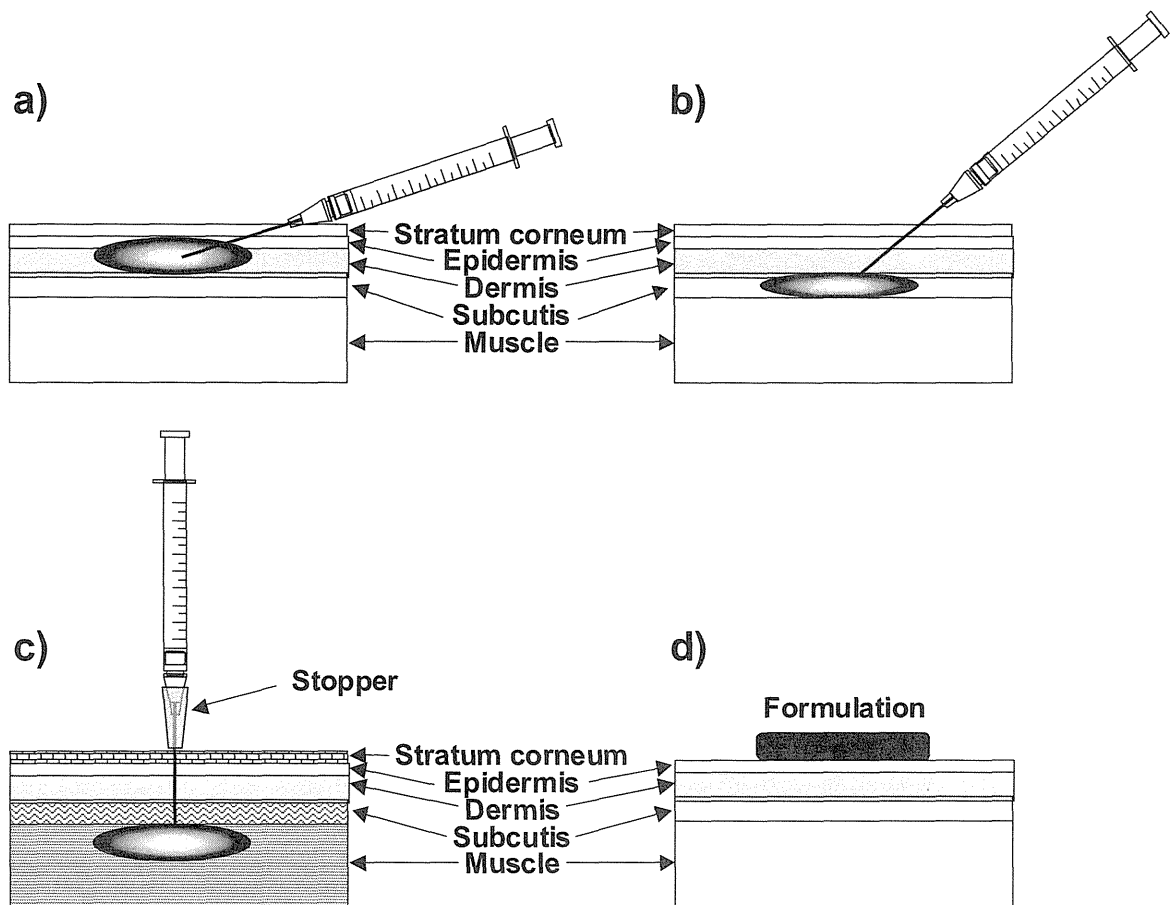 a)
b)
Stratum corneum
Epidermis
Dermis
Subcutis
Muscle
c)
d)
Stopper
Formulation
Stratum corneum
Epidermis
Dermis
Subcutis
Muscle